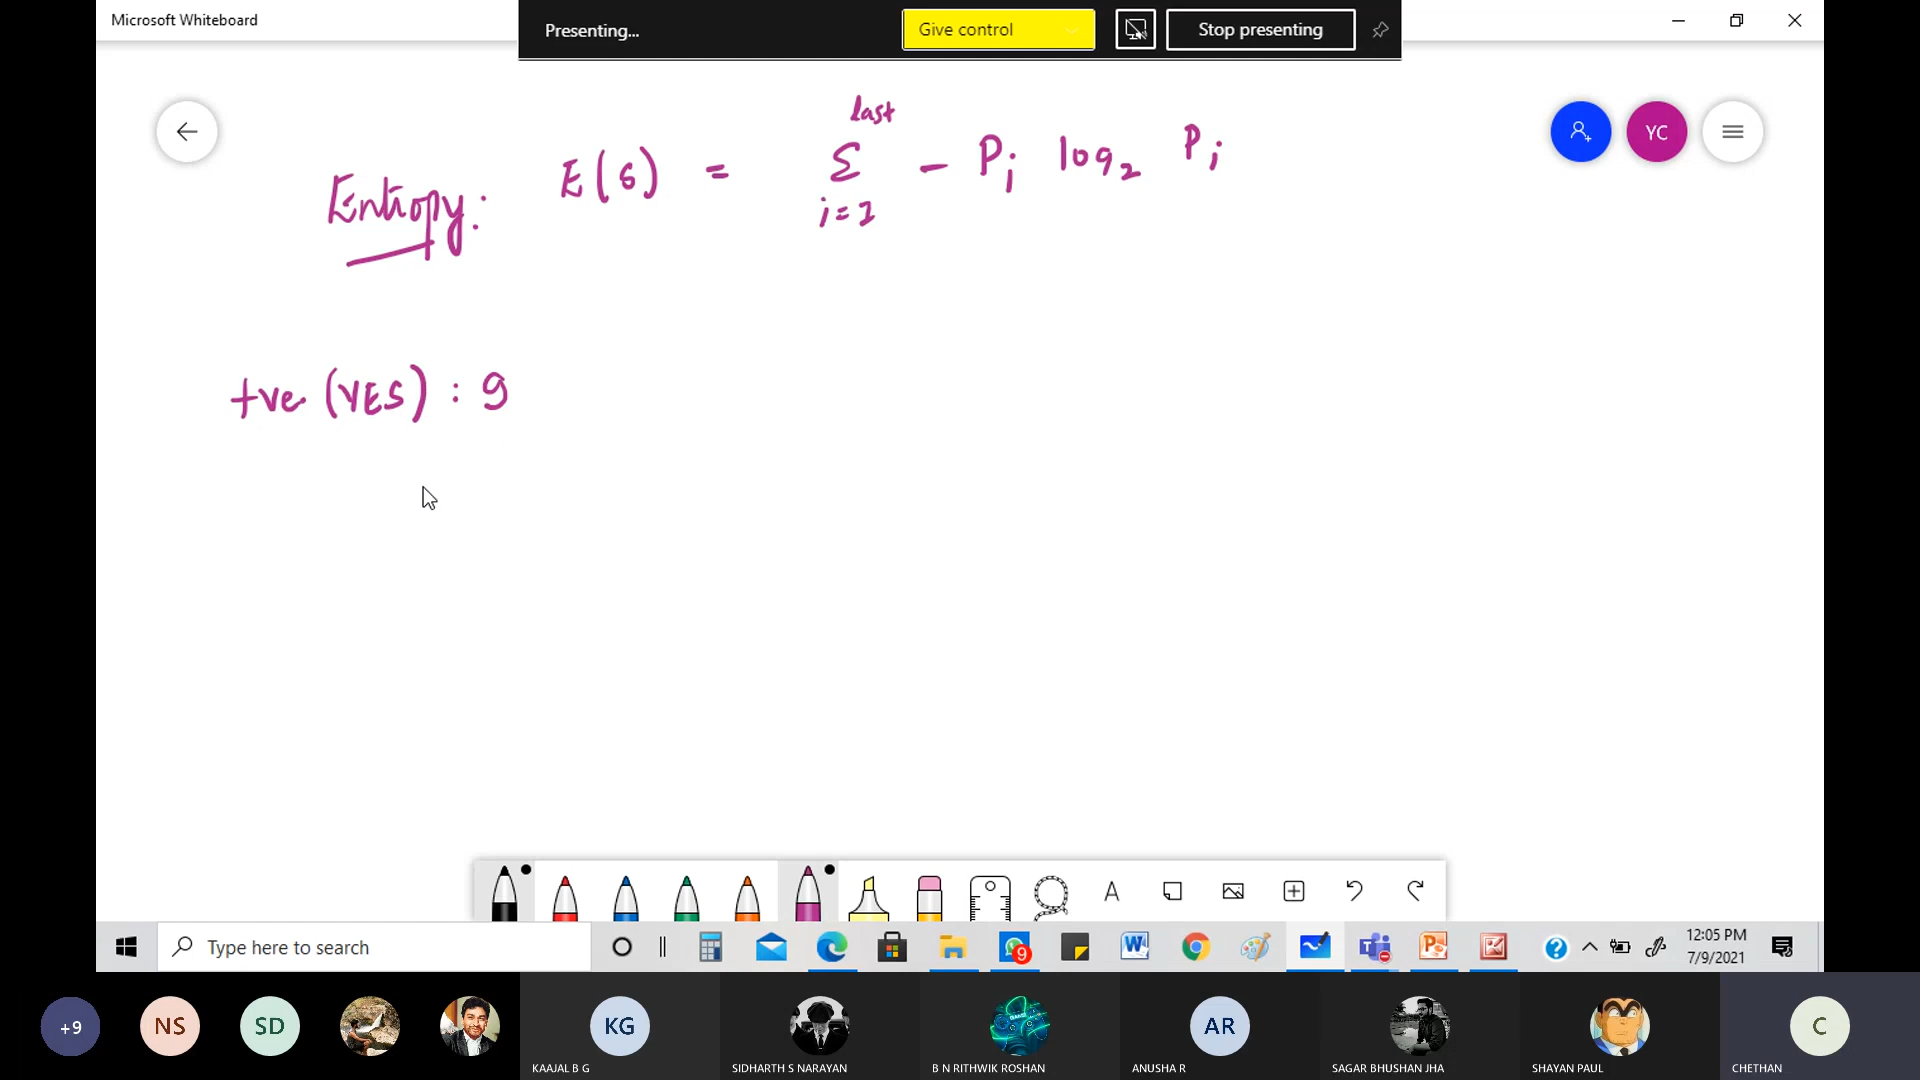 Microsoft Whiteboard
Presenting...
Give control
Stop presenting
YC
last
Entropy: E(S) = Σ - Pi log2 Pi
i=1
+ve (YES) : 9
A
Type here to search
9
12:05 PM
7/9/2021
+9
NS
SD
KG
AR
C
KAAJAL B G
SIDHARTH S NARAYAN
B N RITHWIK ROSHAN
ANUSHA R
SAGAR BHUSHAN JHA
SHAYAN PAUL
CHETHAN